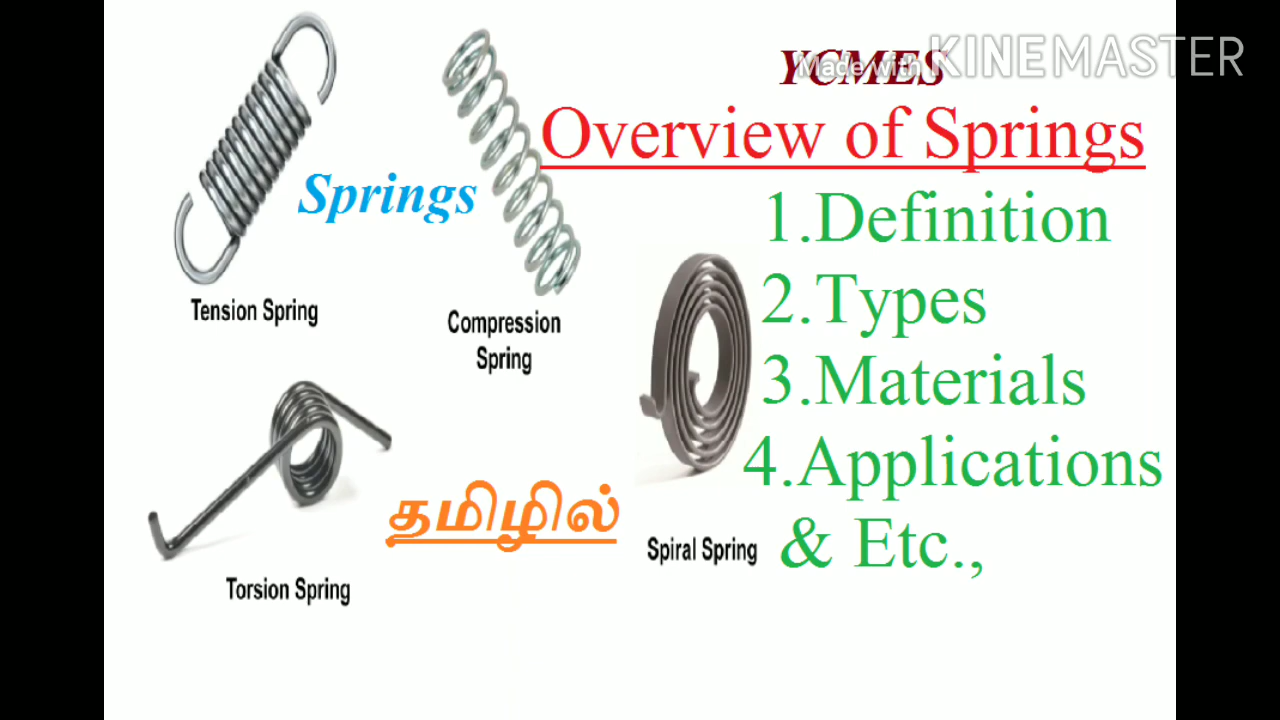 YCMES
Made with KINEMASTER
Overview of Springs
Springs
1.Definition
2.Types
3.Materials
4.Applications
& Etc.,
Tension Spring
Compression
Spring
தமிழில்
Spiral Spring
Torsion Spring